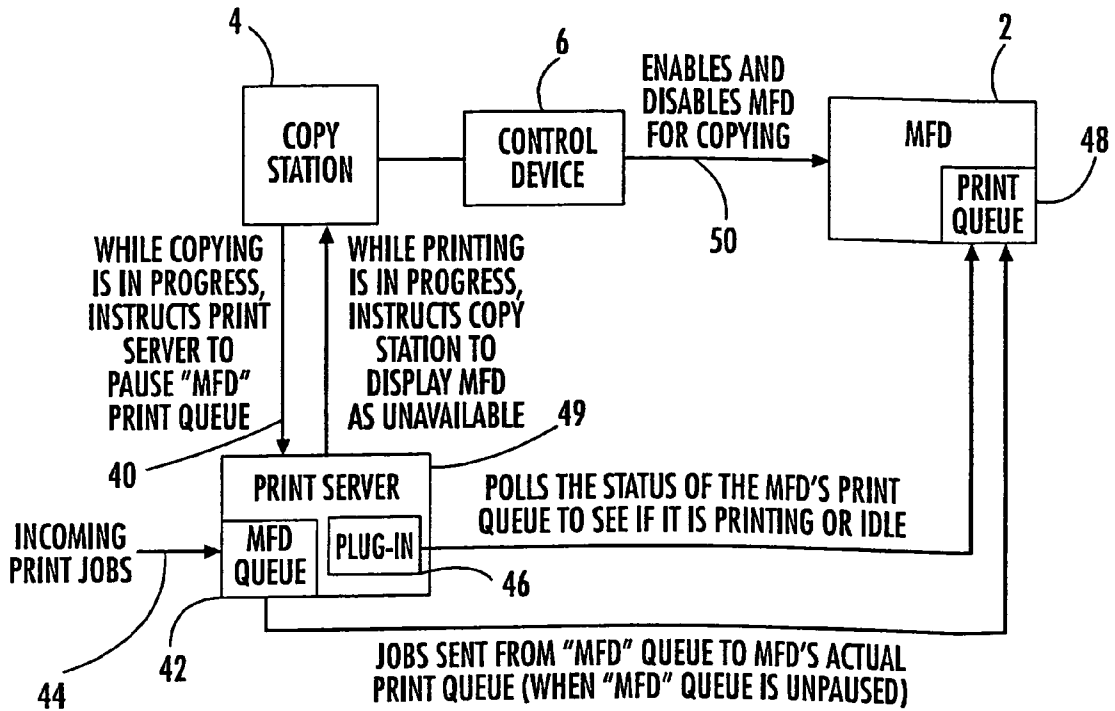 4
6
2
COPY
STATION
CONTROL
DEVICE
ENABLES AND
DISABLES MFD
FOR COPYING
50
MFD
PRINT
QUEUE
48
WHILE COPYING
IS IN PROGRESS,
INSTRUCTS PRINT
SERVER TO
PAUSE "MFD"
PRINT QUEUE
40
WHILE PRINTING
IS IN PROGRESS,
INSTRUCTS COPY
STATION TO
DISPLAY MFD
AS UNAVAILABLE
49
PRINT SERVER
MFD
QUEUE
PLUG-IN
46
INCOMING
PRINT JOBS
44
42
POLLS THE STATUS OF THE MFD'S PRINT
QUEUE TO SEE IF IT IS PRINTING OR IDLE
JOBS SENT FROM "MFD" QUEUE TO MFD'S ACTUAL
PRINT QUEUE (WHEN "MFD" QUEUE IS UNPAUSED)